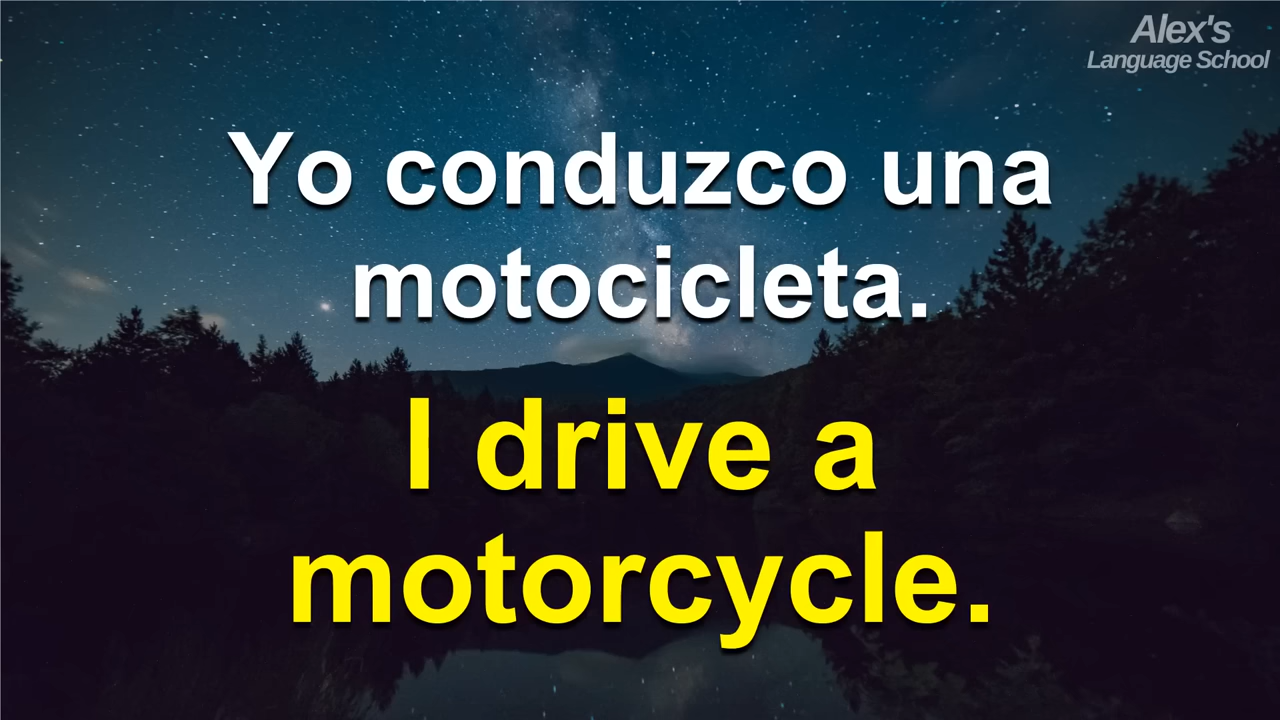 Alex's
Language School
Yo conduzco una
motocicleta.
I drive a
motorcycle.